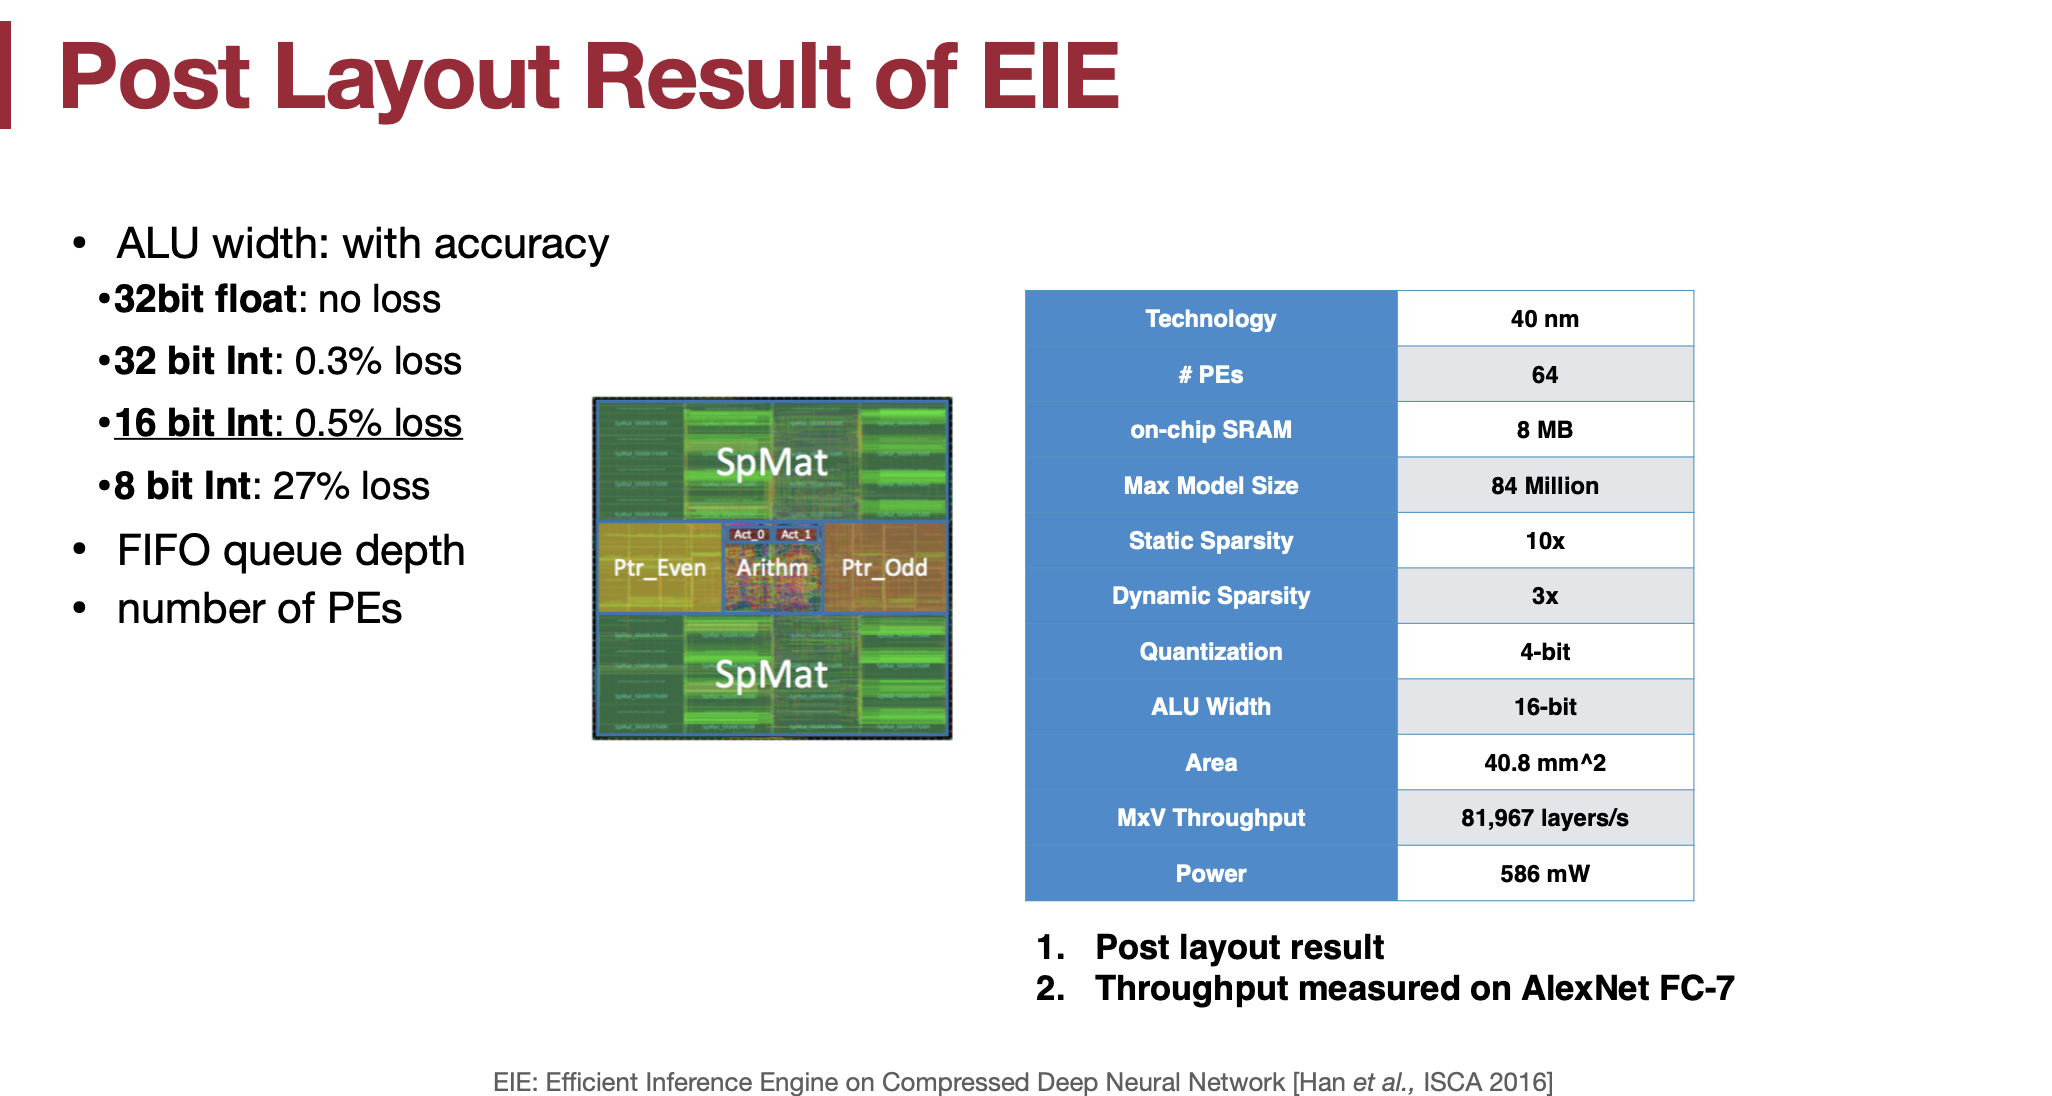 Post Layout Result of EIE
• ALU width: with accuracy
•32bit float: no loss
•32 bit Int: 0.3% loss
•16 bit Int: 0.5% loss
•8 bit Int: 27% loss
• FIFO queue depth
• number of PEs
SpMat
Act_0 Act_1
Ptr_Even Arithm Ptr_Odd
SpMat
Technology 40 nm
# PEs 64
on-chip SRAM 8 MB
Max Model Size 84 Million
Static Sparsity 10x
Dynamic Sparsity 3x
Quantization 4-bit
ALU Width 16-bit
Area 40.8 mm^2
MxV Throughput 81,967 layers/s
Power 586 mW
1. Post layout result
2. Throughput measured on AlexNet FC-7
EIE: Efficient Inference Engine on Compressed Deep Neural Network [Han et al., ISCA 2016]